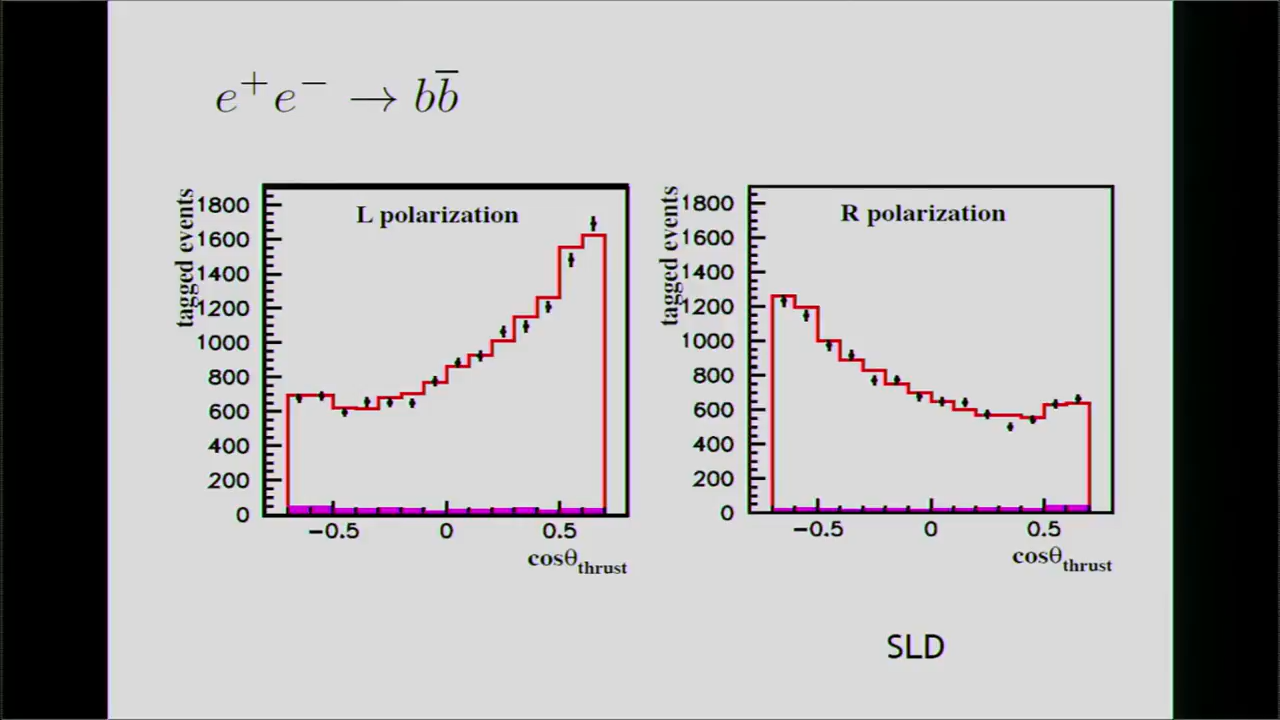 e⁺e⁻ → bb̅
L polarization
tagged events
1800
1600
1400
1200
1000
800
600
400
200
0
−0.5 0 0.5
cosθthrust
R polarization
tagged events
1800
1600
1400
1200
1000
800
600
400
200
0
−0.5 0 0.5
cosθthrust
SLD